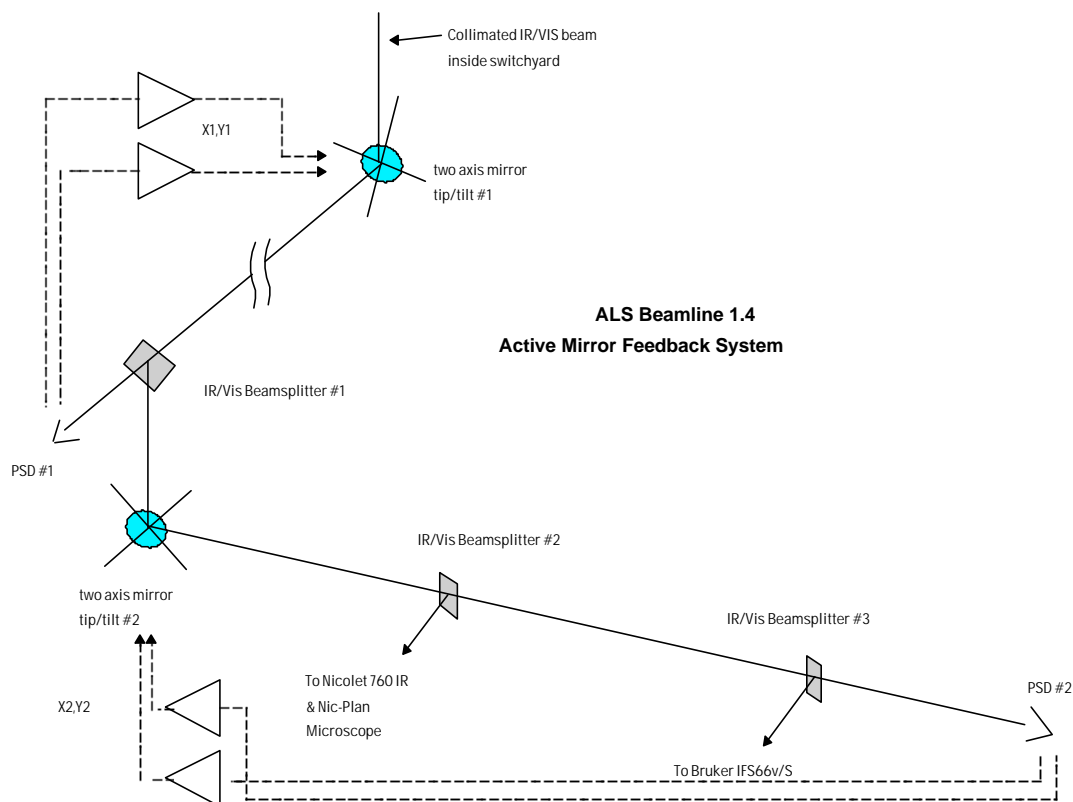 Collimated IR/VIS beam
inside switchyard
X1,Y1
two axis mirror
tip/tilt #1
ALS Beamline 1.4
Active Mirror Feedback System
IR/Vis Beamsplitter #1
PSD #1
IR/Vis Beamsplitter #2
two axis mirror
tip/tilt #2
IR/Vis Beamsplitter #3
To Nicolet 760 IR
& Nic-Plan
Microscope
PSD #2
X2,Y2
To Bruker IFS66v/S